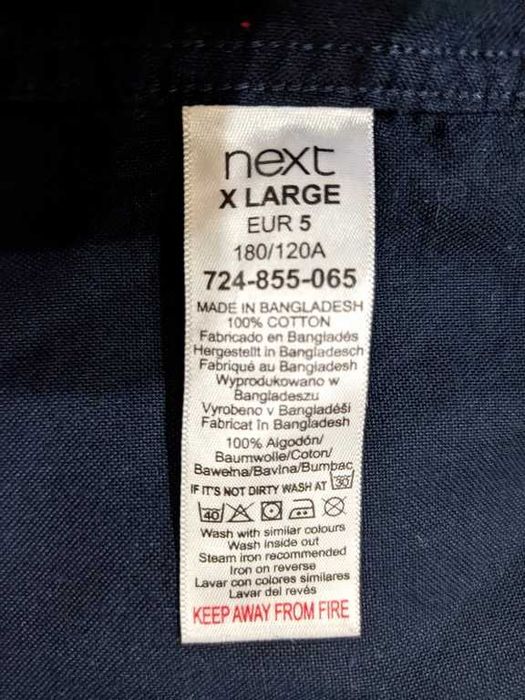 next
X LARGE
EUR 5
180/120A
724-855-065
MADE IN BANGLADESH
100% COTTON
Fabricado en Bangladés
Hergestellt in Bangladesch
Fabriqué au Bangladesh
Wyprodukowano w
Bangladeszu
Vyrobeno v Bangladéši
Fabricat în Bangladesh
100% Algodón/
Baumwolle/Coton/
Bawełna/Bavlna/Bumbac
IF IT'S NOT DIRTY WASH AT 30
40
Wash with similar colours
Wash inside out
Steam iron recommended
Iron on reverse
Lavar con colores similares
Lavar del revés
KEEP AWAY FROM FIRE